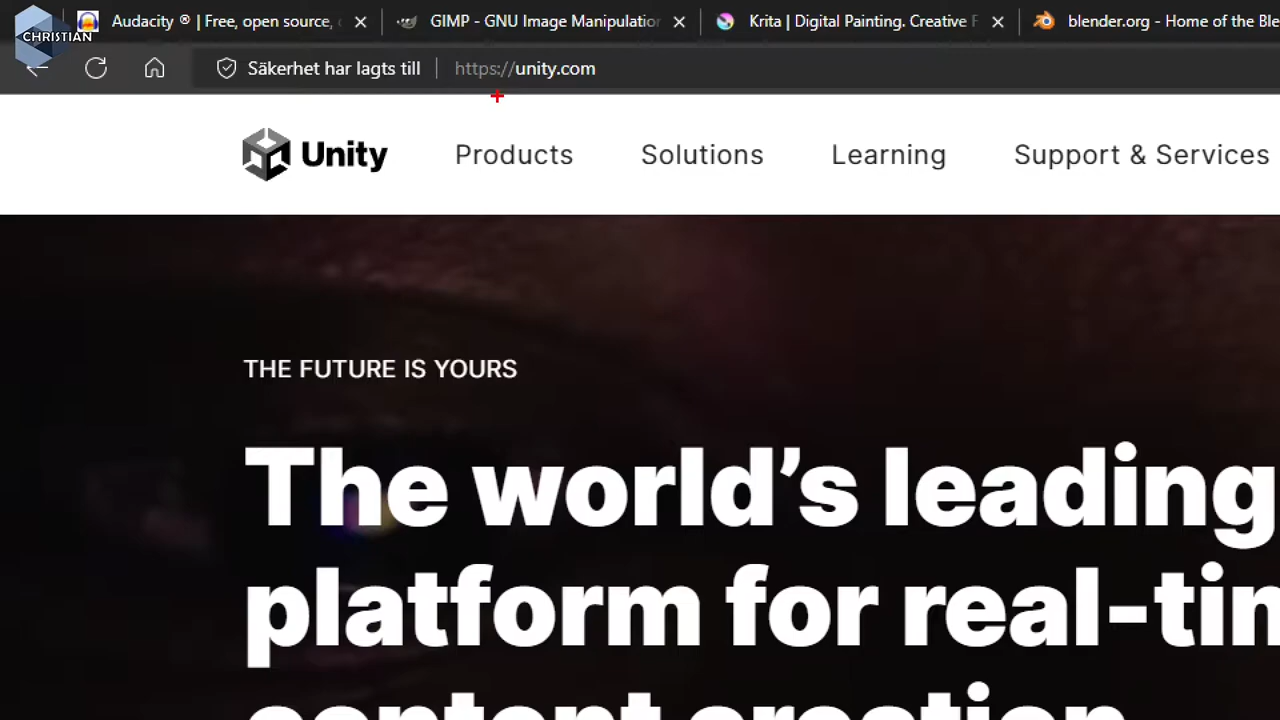 CHRISTIAN
Audacity ® | Free, open source,
GIMP - GNU Image Manipulation
Krita | Digital Painting. Creative F
blender.org - Home of the Ble
Säkerhet har lagts till
https://unity.com
Unity
Products
Solutions
Learning
Support & Services
THE FUTURE IS YOURS
The world’s leading
platform for real-tim
content creation